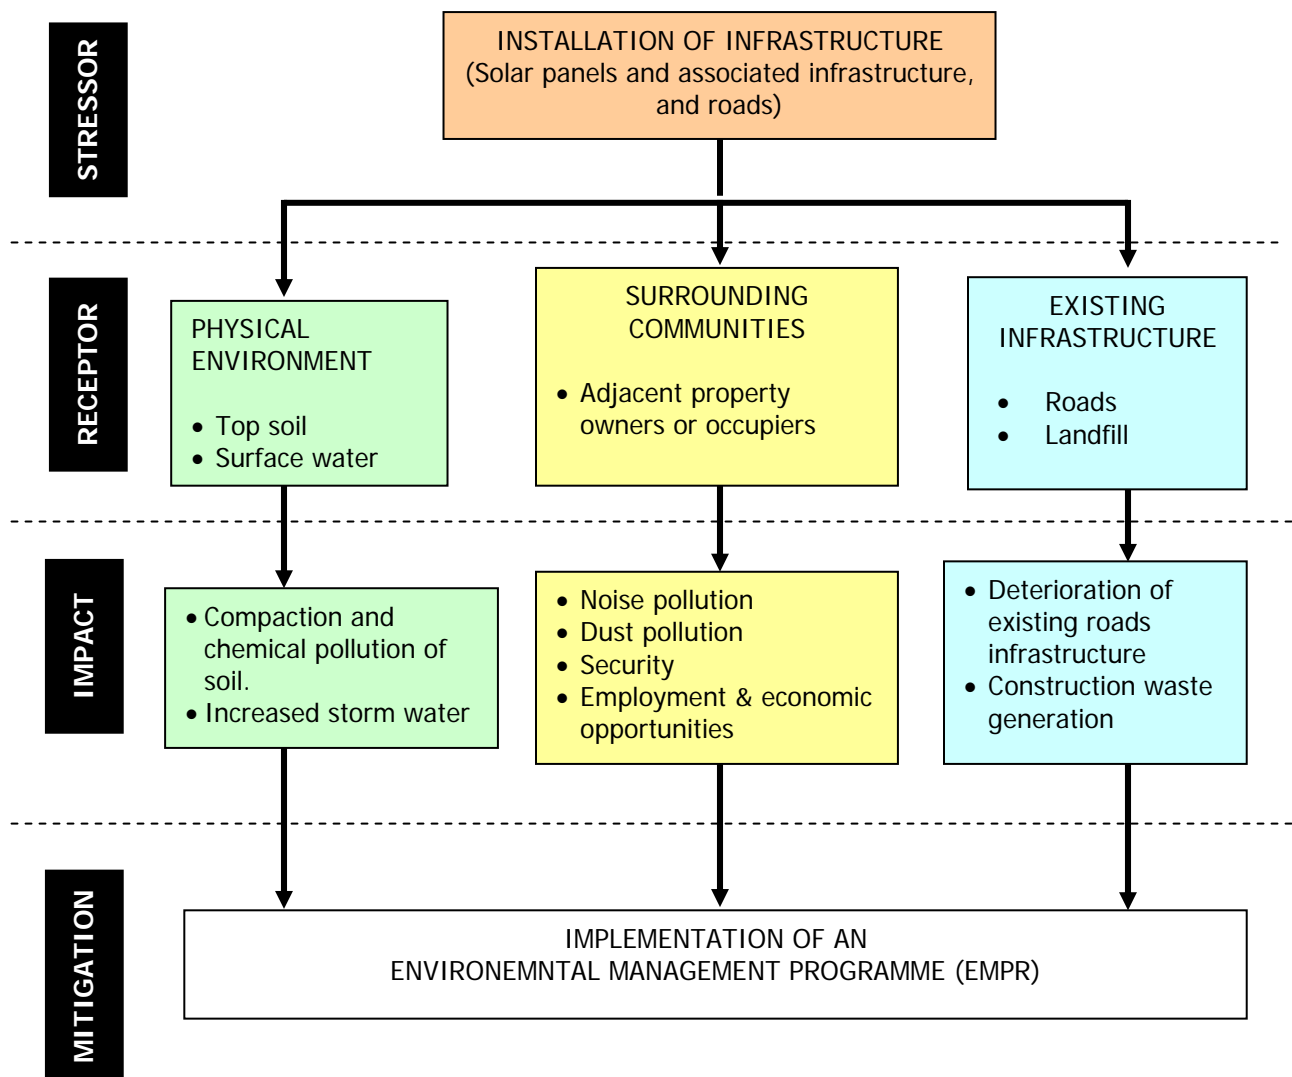 STRESSOR
INSTALLATION OF INFRASTRUCTURE
(Solar panels and associated infrastructure,
and roads)
RECEPTOR
PHYSICAL
ENVIRONMENT
• Top soil
• Surface water
SURROUNDING
COMMUNITIES
• Adjacent property
owners or occupiers
EXISTING
INFRASTRUCTURE
• Roads
• Landfill
IMPACT
• Compaction and
chemical pollution of
soil.
• Increased storm water
• Noise pollution
• Dust pollution
• Security
• Employment & economic
opportunities
• Deterioration of
existing roads
infrastructure
• Construction waste
generation
MITIGATION
IMPLEMENTATION OF AN
ENVIRONEMNTAL MANAGEMENT PROGRAMME (EMPR)